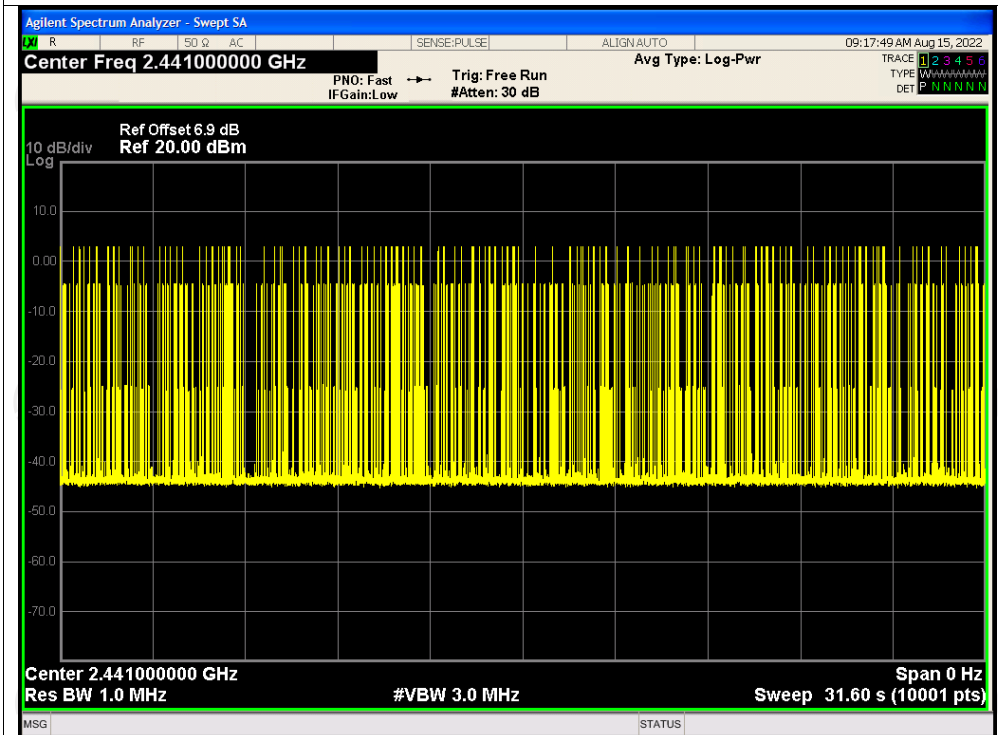 Agilent Spectrum Analyzer - Swept SA
LXI R RF 50 Ω AC SENSE:PULSE ALIGN AUTO 09:17:49 AM Aug 15, 2022
Center Freq 2.441000000 GHz Avg Type: Log-Pwr TRACE 1 2 3 4 5 6
PNO: Fast Trig: Free Run TYPE WWWWWW
IFGain:Low #Atten: 30 dB DET P N N N N N
Ref Offset 6.9 dB
10 dB/div Ref 20.00 dBm
Log
10.0
0.00
-10.0
-20.0
-30.0
-40.0
-50.0
-60.0
-70.0
Center 2.441000000 GHz Span 0 Hz
Res BW 1.0 MHz #VBW 3.0 MHz Sweep 31.60 s (10001 pts)
MSG STATUS